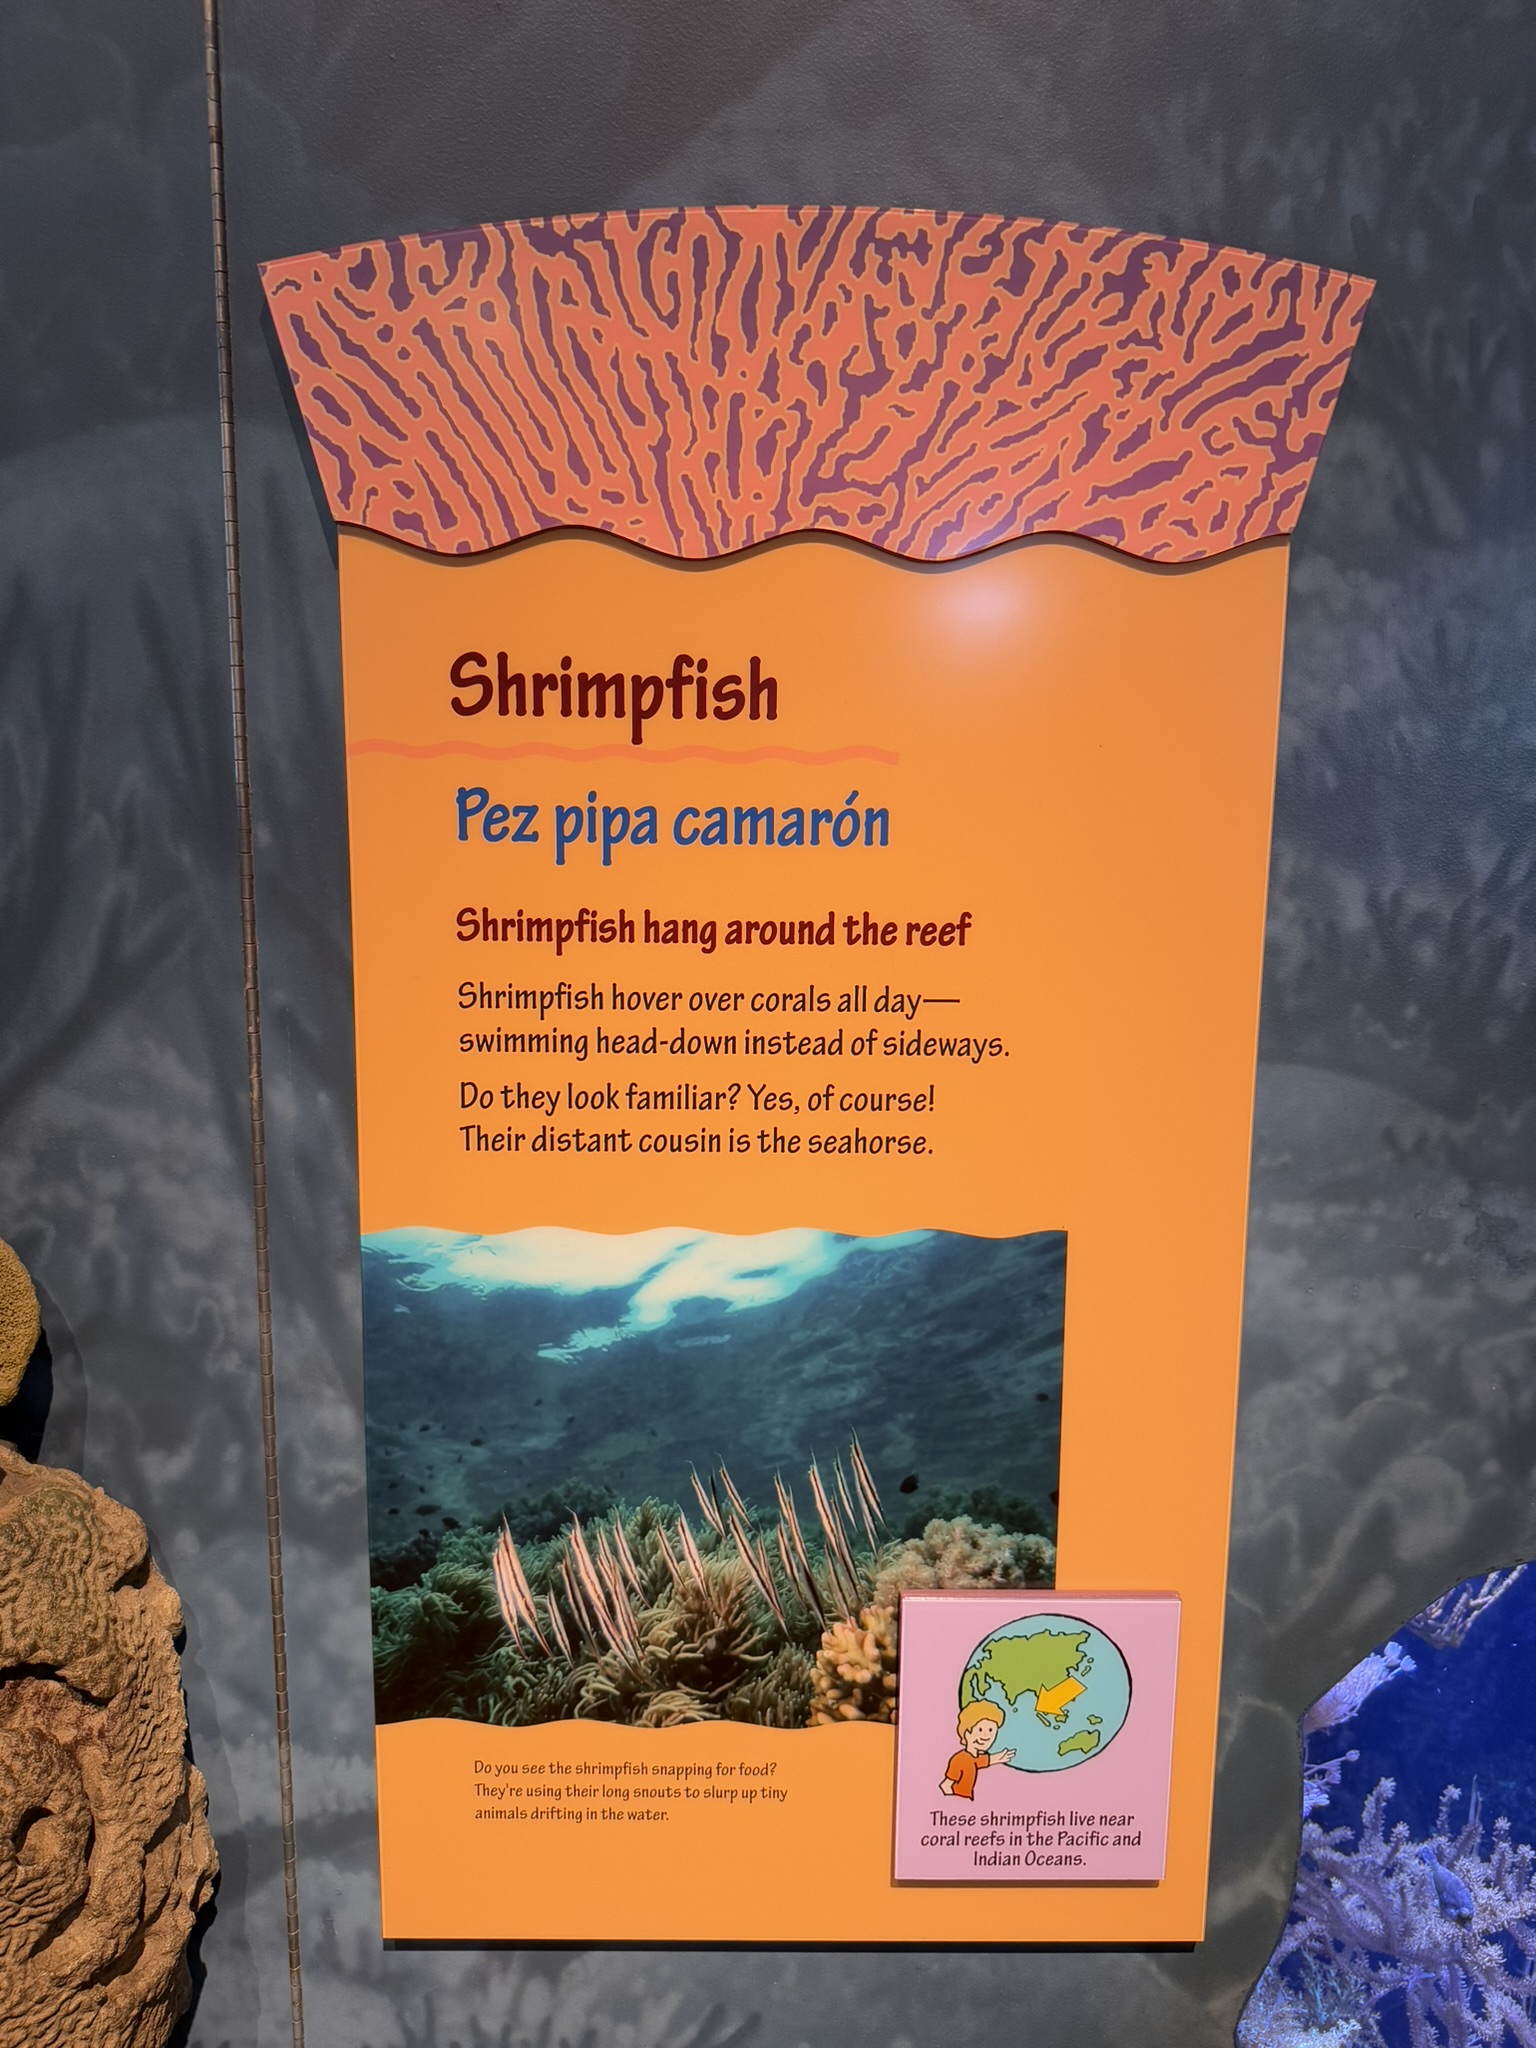 Shrimpfish
Pez pipa camarón
Shrimpfish hang around the reef
Shrimpfish hover over corals all day—
swimming head-down instead of sideways.
Do they look familiar? Yes, of course!
Their distant cousin is the seahorse.
Do you see the shrimpfish snapping for food?
They're using their long snouts to slurp up tiny
animals drifting in the water.
These shrimpfish live near
coral reefs in the Pacific and
Indian Oceans.